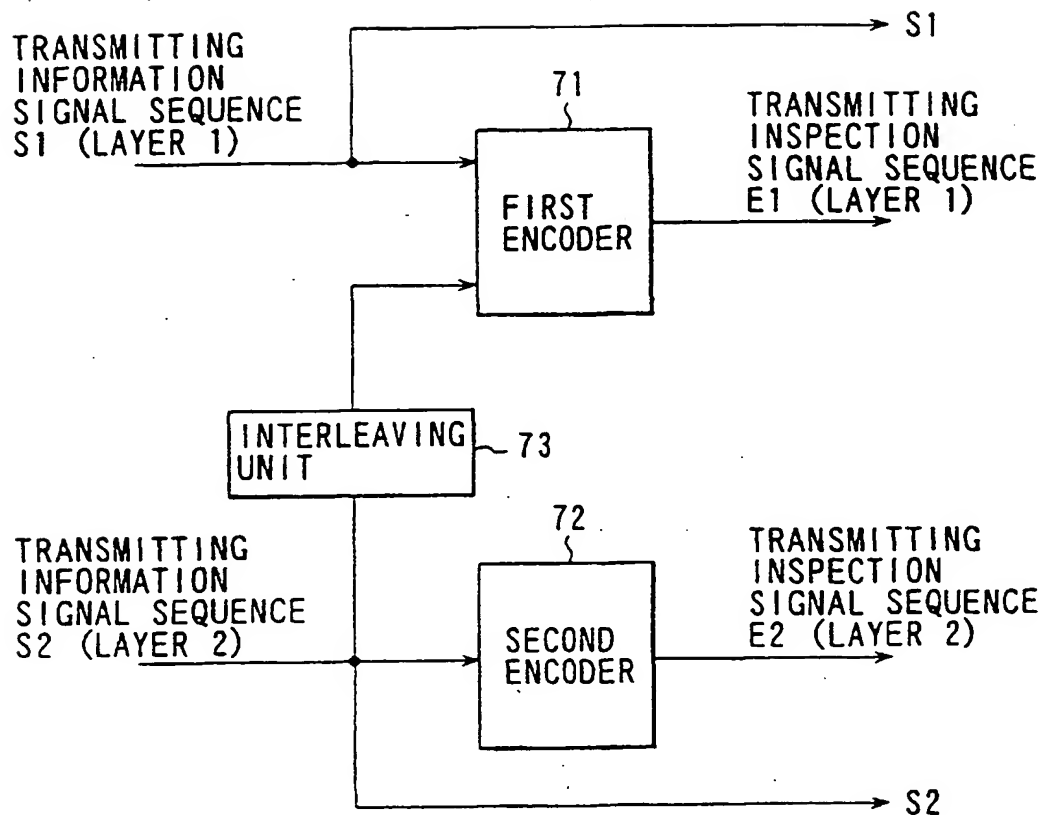 S1
TRANSMITTING
INFORMATION
SIGNAL SEQUENCE
S1 (LAYER 1)
71
FIRST
ENCODER
TRANSMITTING
INSPECTION
SIGNAL SEQUENCE
E1 (LAYER 1)
INTERLEAVING
UNIT
73
TRANSMITTING
INFORMATION
SIGNAL SEQUENCE
S2 (LAYER 2)
72
SECOND
ENCODER
TRANSMITTING
INSPECTION
SIGNAL SEQUENCE
E2 (LAYER 2)
S2